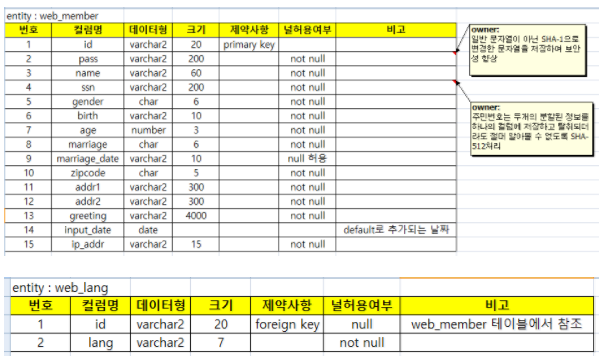 entity : web_member
번호 컬럼명 데이터형 크기 제약사항 널허용여부 비고
1 id varchar2 20 primary key
2 pass varchar2 200 not null
3 name varchar2 60 not null
4 ssn varchar2 200 not null
5 gender char 6 not null
6 birth varchar2 10 not null
7 age number 3 not null
8 marriage char 6 not null
9 marriage_date varchar2 10 null 허용
10 zipcode char 5 not null
11 addr1 varchar2 300 not null
12 addr2 varchar2 300 not null
13 greeting varchar2 4000 not null
14 input_date date default로 추가되는 날짜
15 ip_addr varchar2 15 not null
owner:
일반 문자열이 아닌 SHA-1으로
변경한 문자열을 저장하여 보안
성 향상
owner:
주민번호는 두개의 분할된 정보를
하나의 컬럼에 저장하고 탈취되더
라도 절대 알아볼 수 없도록 SHA-
512처리
entity : web_lang
번호 컬럼명 데이터형 크기 제약사항 널허용여부 비고
1 id varchar2 20 foreign key null web_member 테이블에서 참조
2 lang varchar2 7 not null